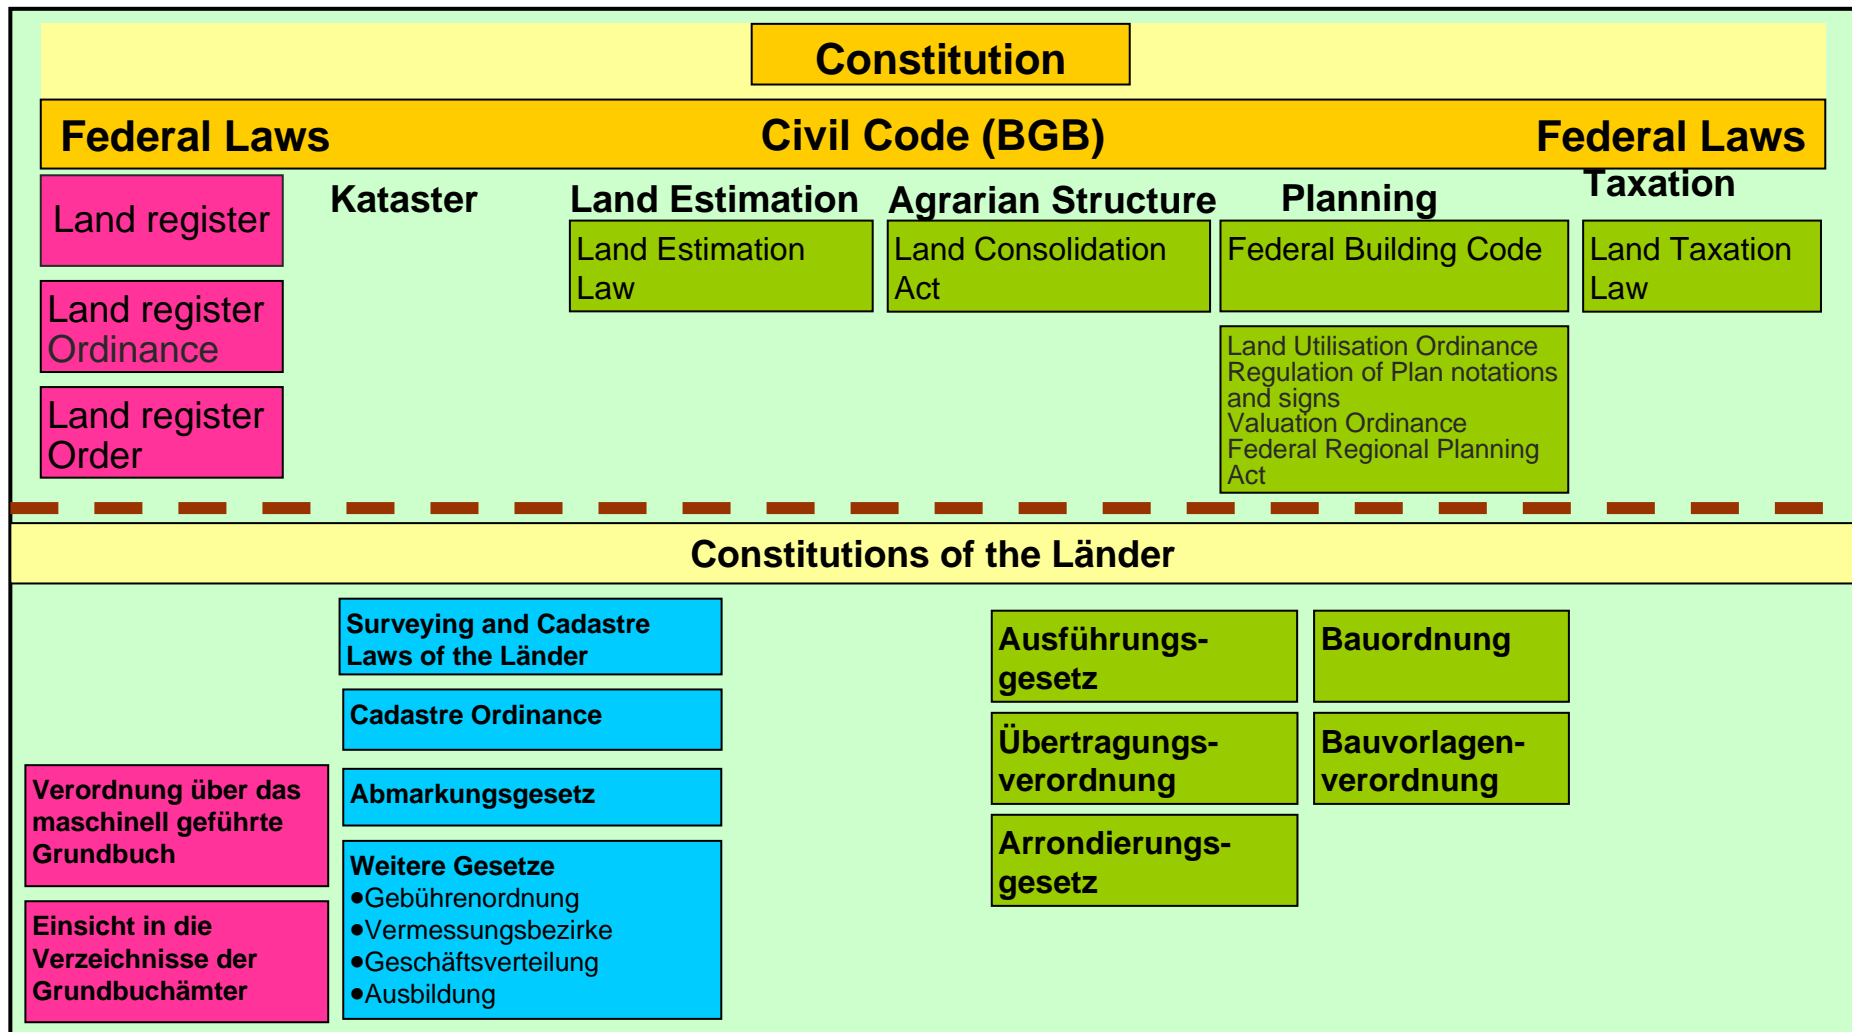 Constitution
Federal Laws
Civil Code (BGB)
Federal Laws
Land register
Land register
Ordinance
Land register
Order
Kataster
Land Estimation
Land Estimation
Law
Agrarian Structure
Land Consolidation
Act
Planning
Federal Building Code
Land Utilisation Ordinance
Regulation of Plan notations
and signs
Valuation Ordinance
Federal Regional Planning
Act
Taxation
Land Taxation
Law
Constitutions of the Länder
Verordnung über das
maschinell geführte
Grundbuch
Einsicht in die
Verzeichnisse der
Grundbuchämter
Surveying and Cadastre
Laws of the Länder
Cadastre Ordinance
Abmarkungsgesetz
Weitere Gesetze
●Gebührenordnung
●Vermessungsbezirke
●Geschäftsverteilung
●Ausbildung
Ausführungs-
gesetz
Übertragungs-
verordnung
Arrondierungs-
gesetz
Bauordnung
Bauvorlagen-
verordnung